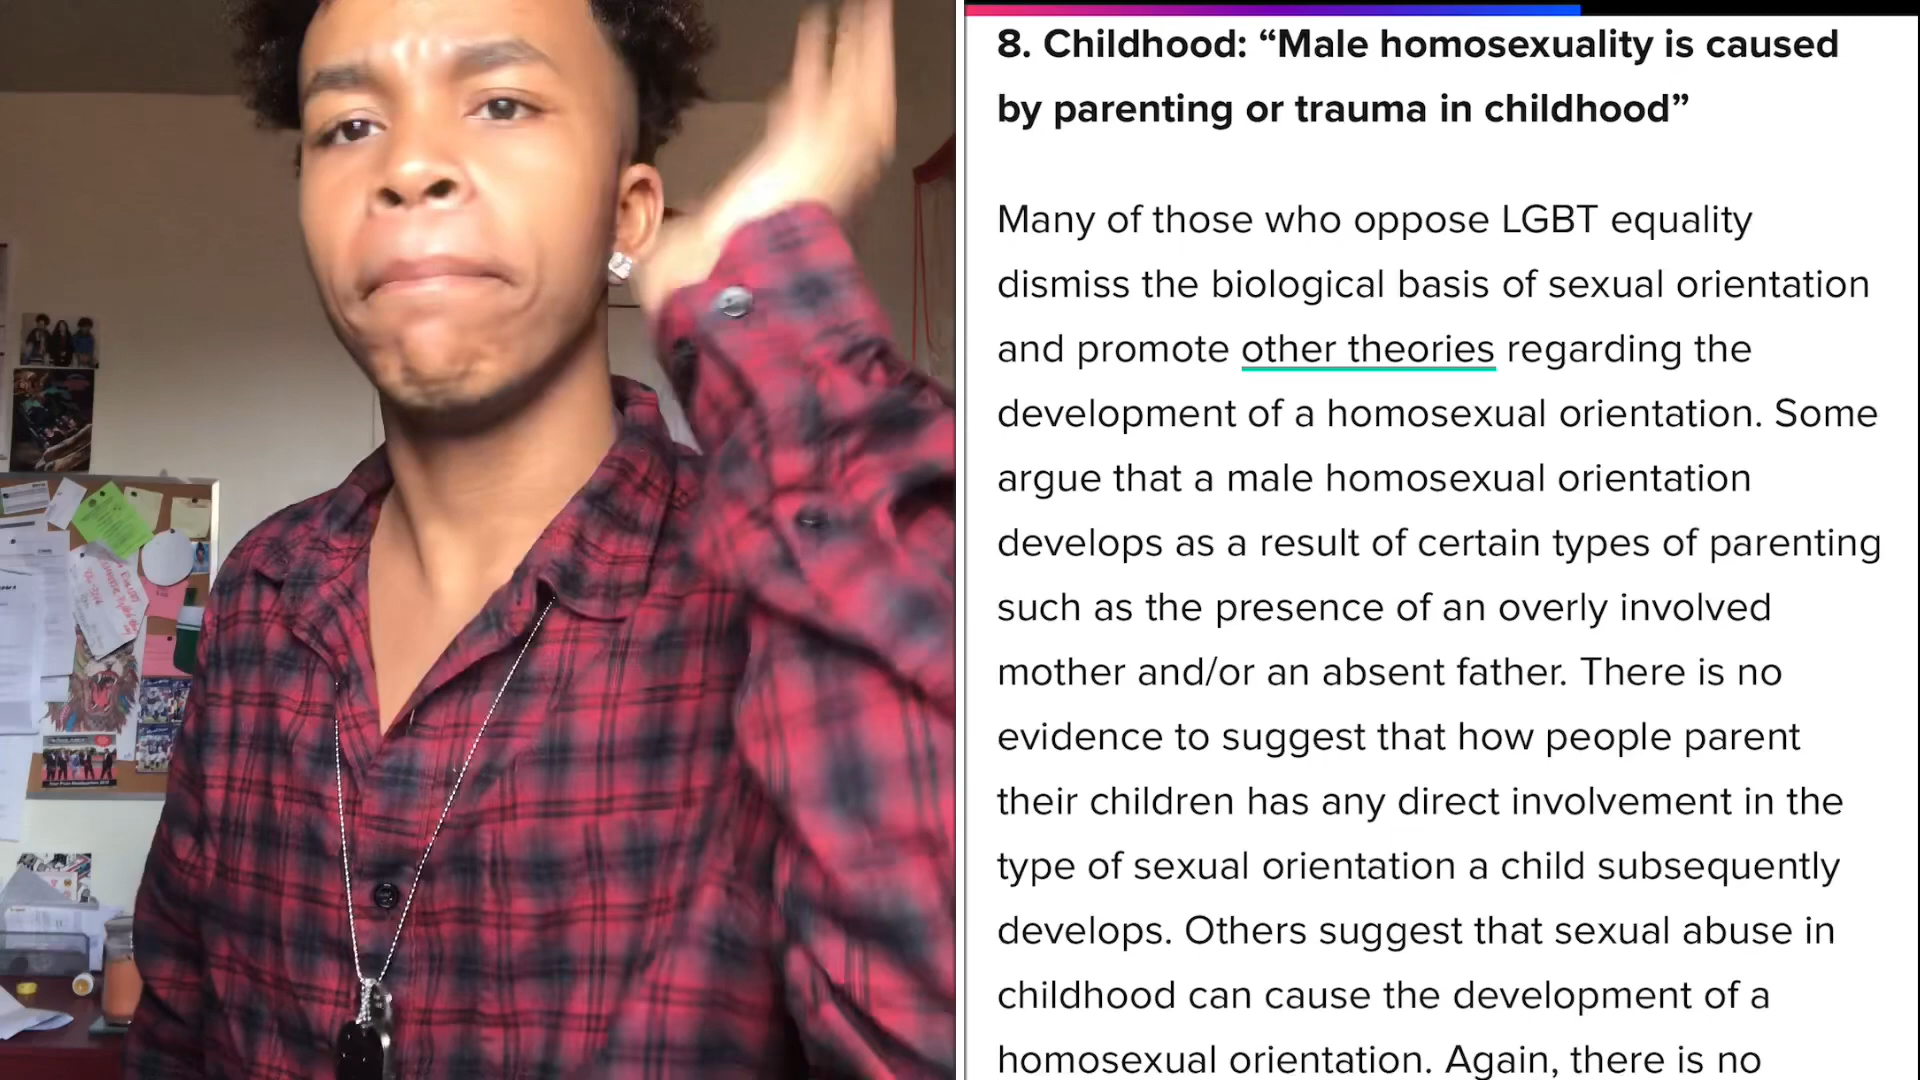 8. Childhood: “Male homosexuality is caused
by parenting or trauma in childhood”
Many of those who oppose LGBT equality
dismiss the biological basis of sexual orientation
and promote other theories regarding the
development of a homosexual orientation. Some
argue that a male homosexual orientation
develops as a result of certain types of parenting
such as the presence of an overly involved
mother and/or an absent father. There is no
evidence to suggest that how people parent
their children has any direct involvement in the
type of sexual orientation a child subsequently
develops. Others suggest that sexual abuse in
childhood can cause the development of a
homosexual orientation. Again, there is no